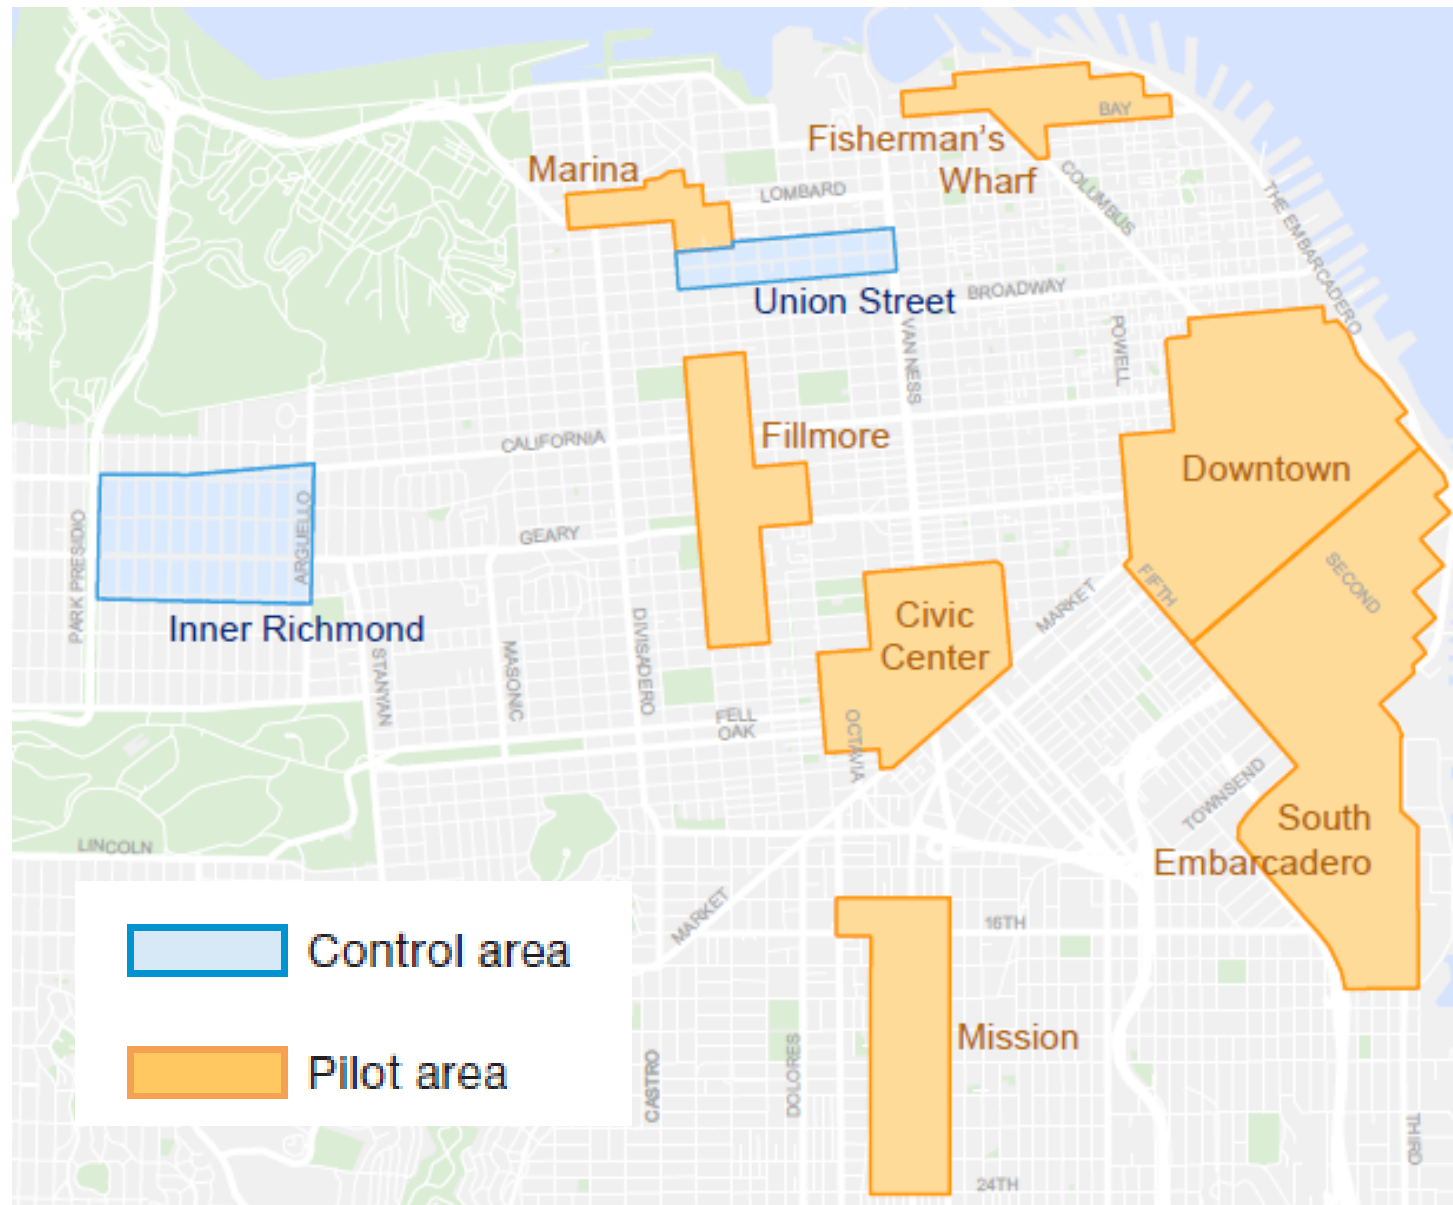 BAY
Fisherman's
Wharf
Marina
LOMBARD
COLUMBUS
THE EMBARCADERO
Union Street
BROADWAY
VAN NESS
POWELL
CALIFORNIA
Fillmore
Downtown
PARK PRESIDIO
ARGUELLO
GEARY
Inner Richmond
FIFTH
SECOND
MARKET
Civic
Center
STANYAN
MASONIC
DIVISADERO
FELL
OAK
OCTAVIA
TOWNSEND
South
Embarcadero
LINCOLN
MARKET
16TH
Control area
Pilot area
Mission
CASTRO
DOLORES
THIRD
24TH